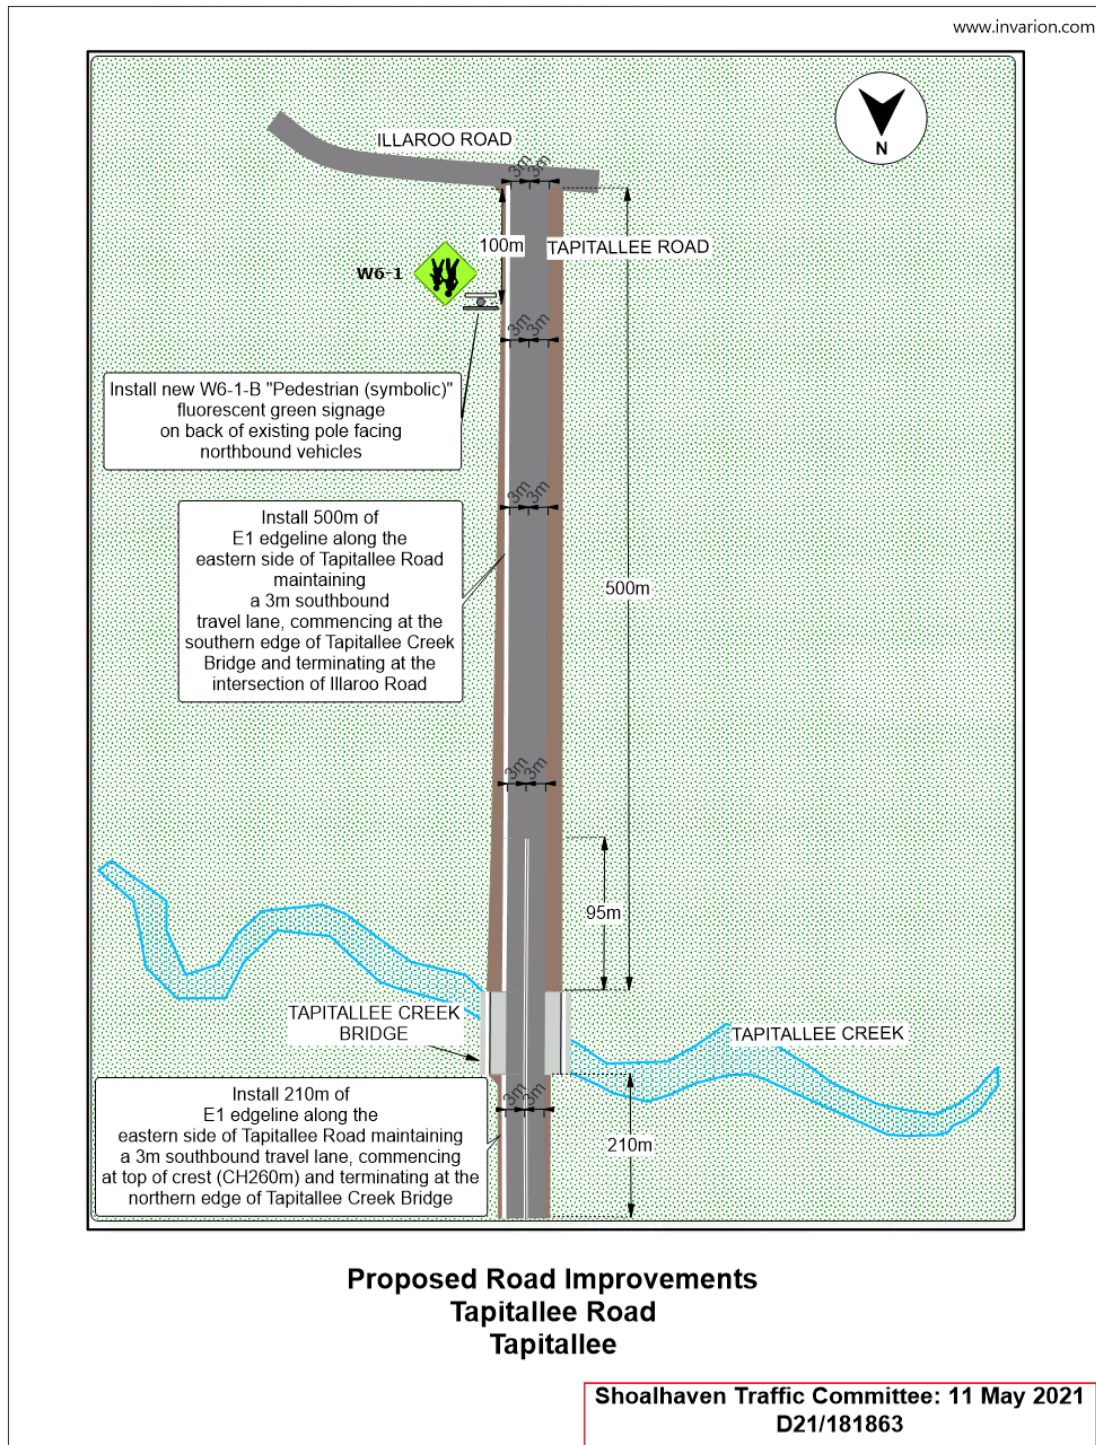 www.invarion.com
ILLAROO ROAD
N
3m 3m
100m
TAPITALLEE ROAD
W6-1
3m 3m
Install new W6-1-B "Pedestrian (symbolic)"
fluorescent green signage
on back of existing pole facing
northbound vehicles
3m 3m
Install 500m of
E1 edgeline along the
eastern side of Tapitallee Road
maintaining
a 3m southbound
travel lane, commencing at the
southern edge of Tapitallee Creek
Bridge and terminating at the
intersection of Illaroo Road
500m
3m 3m
95m
TAPITALLEE CREEK
BRIDGE
TAPITALLEE CREEK
Install 210m of
E1 edgeline along the
eastern side of Tapitallee Road maintaining
a 3m southbound travel lane, commencing
at top of crest (CH260m) and terminating at the
northern edge of Tapitallee Creek Bridge
3m 3m
210m
Proposed Road Improvements
Tapitallee Road
Tapitallee
Shoalhaven Traffic Committee: 11 May 2021
D21/181863